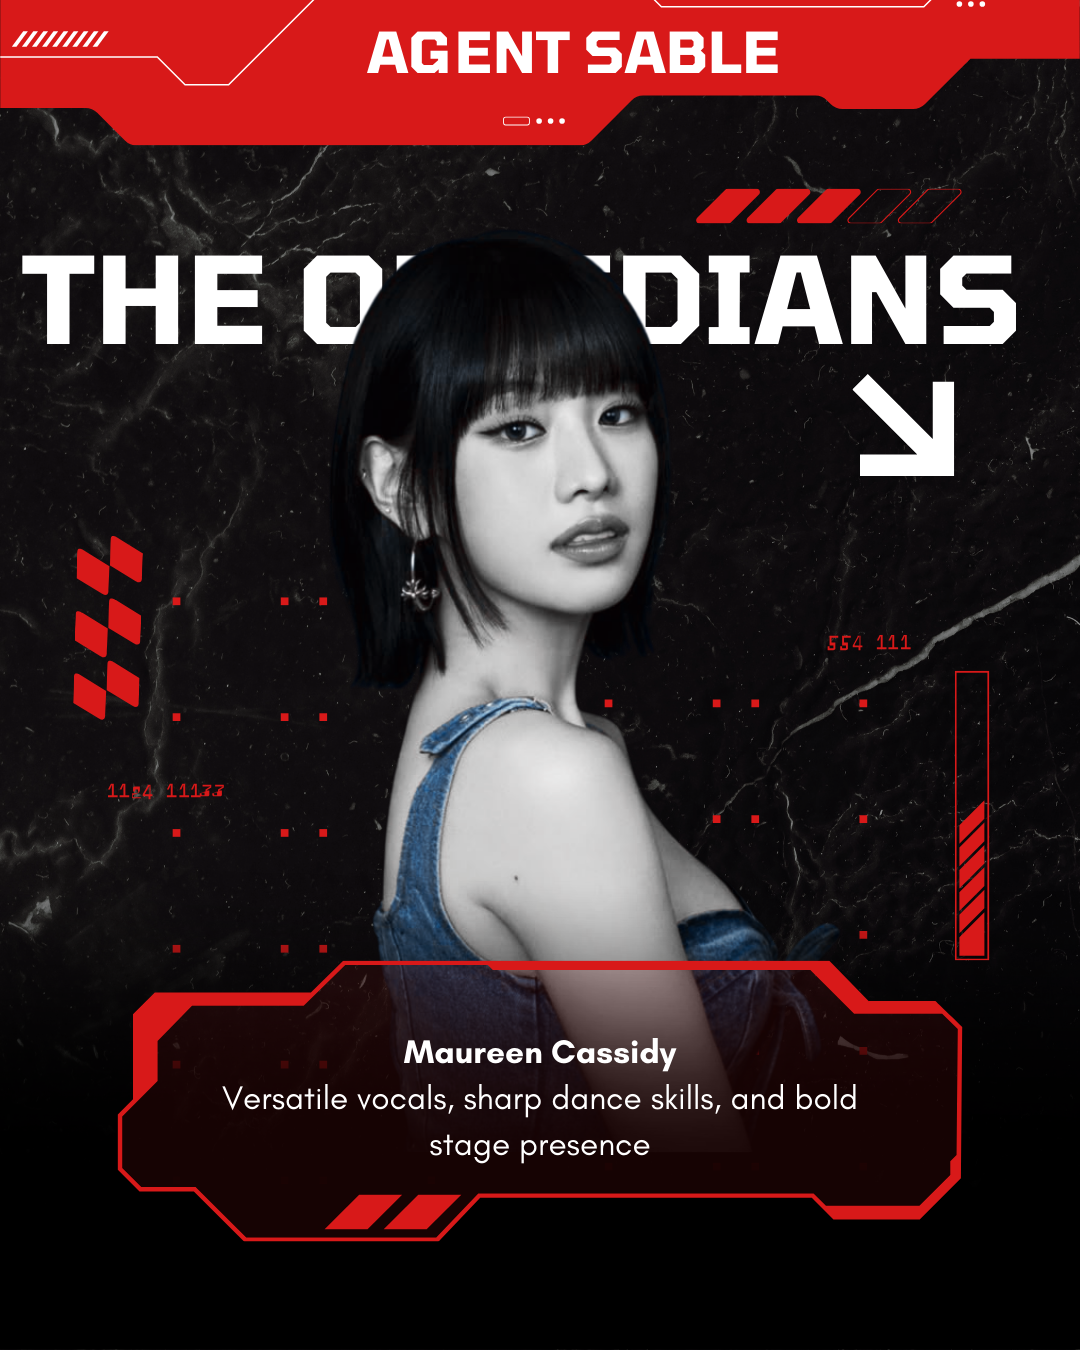 AGENT SABLE
THE O DIANS
554 111
Maureen Cassidy
Versatile vocals, sharp dance skills, and bold
stage presence